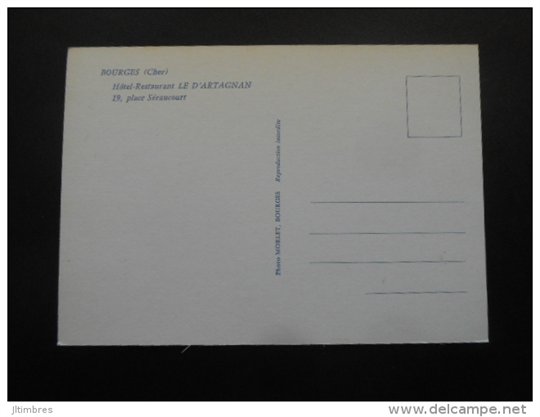 BOURGES (Cher)
Hôtel-Restaurant LE D'ARTAGNAN
19, place Séraucourt
Photo MORLET, BOURGES Reproduction interdite
jltimbres
www.delcampe.net